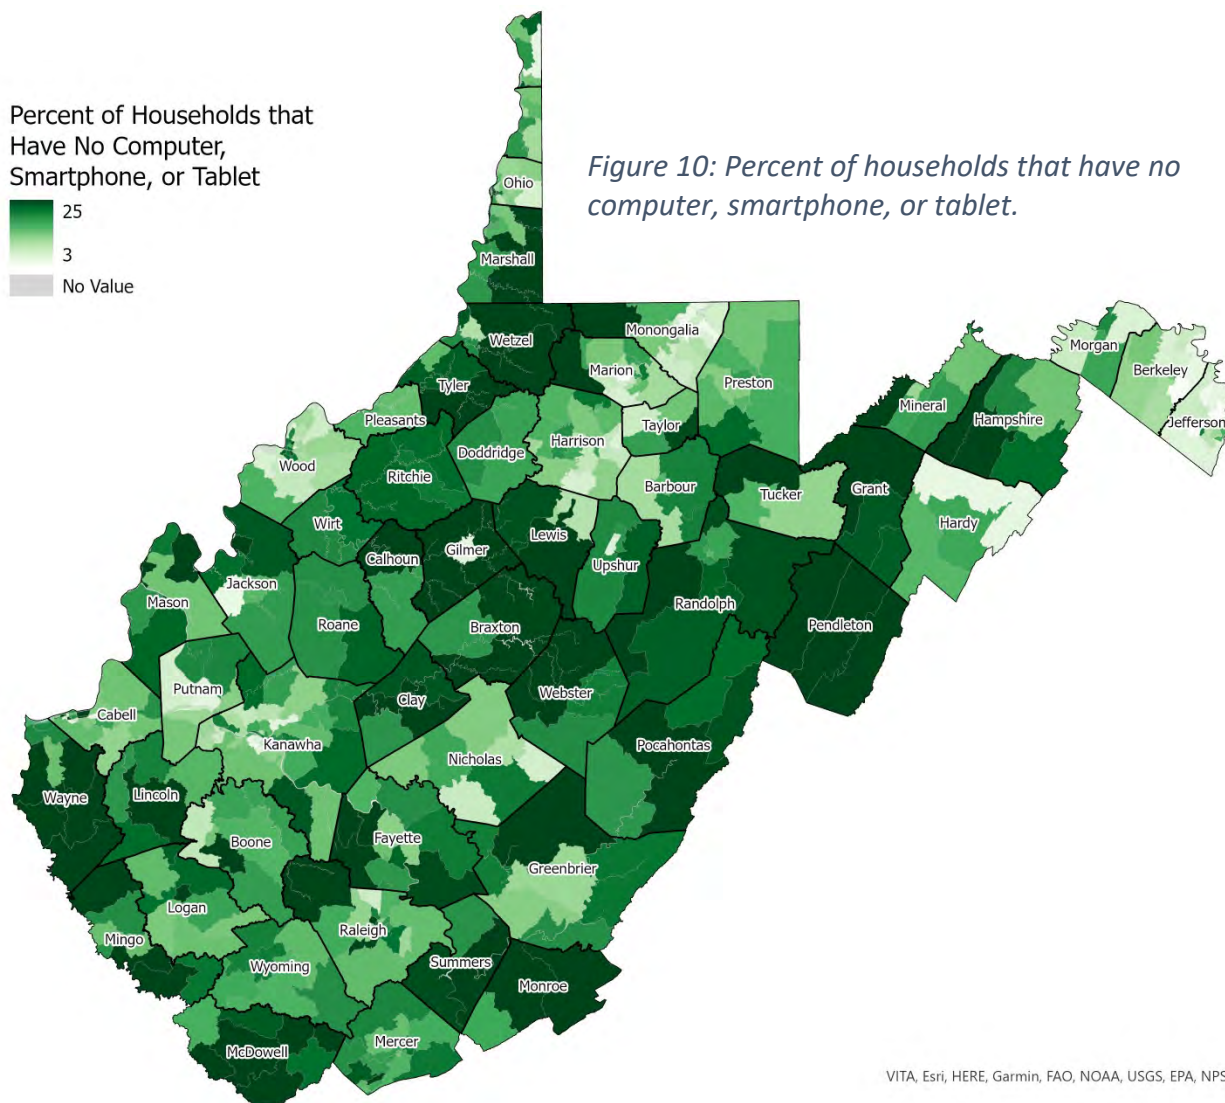 Percent of Households that
Have No Computer,
Smartphone, or Tablet
25
3
No Value
Figure 10: Percent of households that have no
computer, smartphone, or tablet.
Ohio
Marshall
Wetzel
Monongalia
Marion
Tyler
Preston
Morgan
Berkeley
Jefferson
Mineral
Hampshire
Pleasants
Taylor
Harrison
Doddridge
Wood
Ritchie
Barbour
Tucker
Grant
Hardy
Wirt
Lewis
Gilmer
Calhoun
Upshur
Jackson
Mason
Roane
Braxton
Randolph
Pendleton
Putnam
Clay
Webster
Cabell
Kanawha
Nicholas
Pocahontas
Wayne
Lincoln
Boone
Fayette
Greenbrier
Logan
Raleigh
Mingo
Wyoming
Summers
Monroe
Mercer
McDowell
VITA, Esri, HERE, Garmin, FAO, NOAA, USGS, EPA, NPS